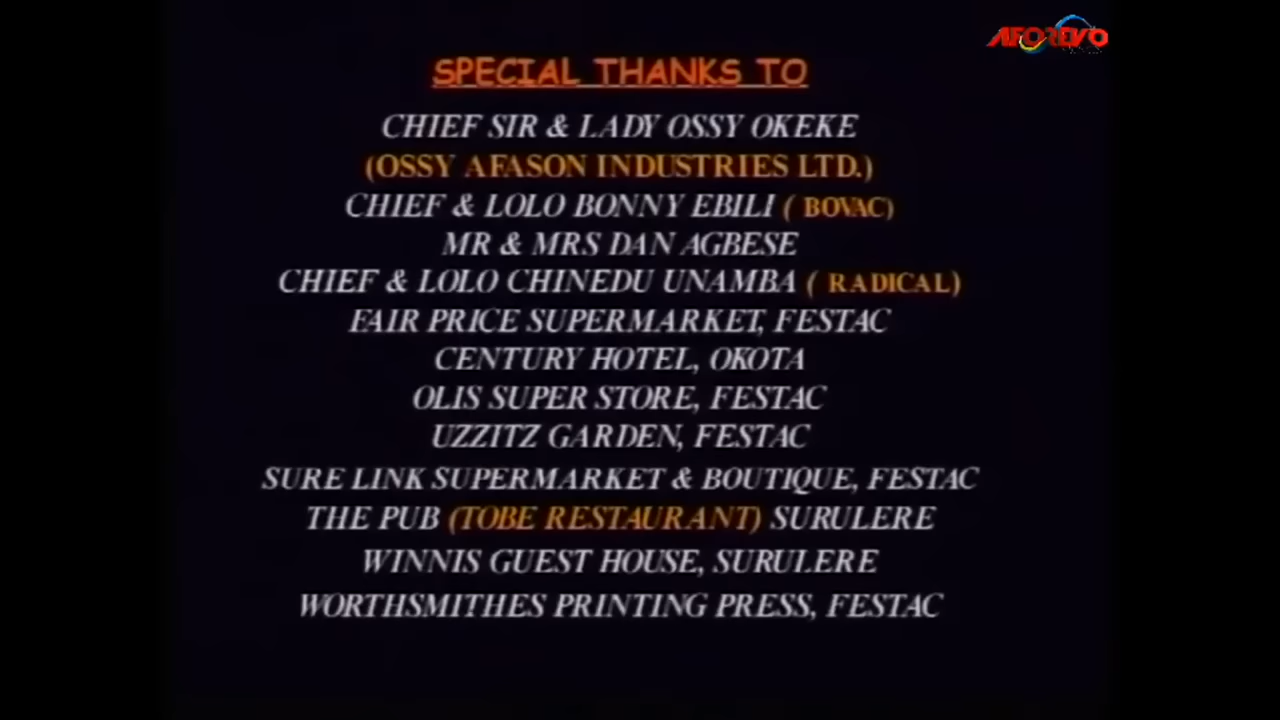 AFOREVO
SPECIAL THANKS TO
CHIEF SIR & LADY OSSY OKEKE
(OSSY AFASON INDUSTRIES LTD.)
CHIEF & LOLO BONNY EBILI ( BOVAC)
MR & MRS DAN AGBESE
CHIEF & LOLO CHINEDU UNAMBA ( RADICAL)
FAIR PRICE SUPERMARKET, FESTAC
CENTURY HOTEL, OKOTA
OLIS SUPER STORE, FESTAC
UZZITZ GARDEN, FESTAC
SURE LINK SUPERMARKET & BOUTIQUE, FESTAC
THE PUB (TOBE RESTAURANT) SURULERE
WINNIS GUEST HOUSE, SURULERE
WORTHSMITHES PRINTING PRESS, FESTAC